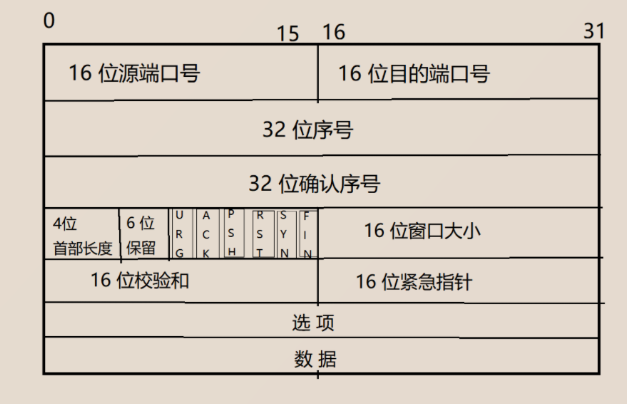 0 15 16 31
16 位源端口号 16 位目的端口号
32 位序号
32 位确认序号
4位 首部长度 6 位 保留 URG ACK PSH RST SYN FIN 16 位窗口大小
16 位校验和 16 位紧急指针
选 项
数 据